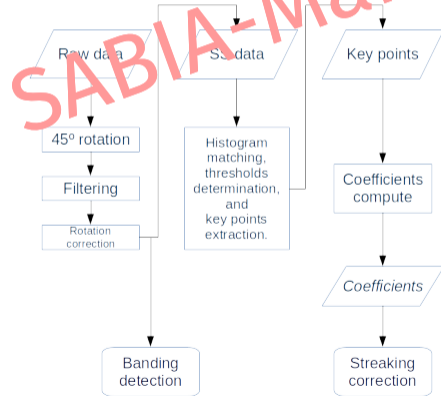 SABIA-Ma
Raw data
45º rotation
Filtering
Rotation
correction
Banding
detection
data
Histogram
matching,
thresholds
determination,
and
key points
extraction.
Key points
Coefficients
compute
Coefficients
Streaking
correction